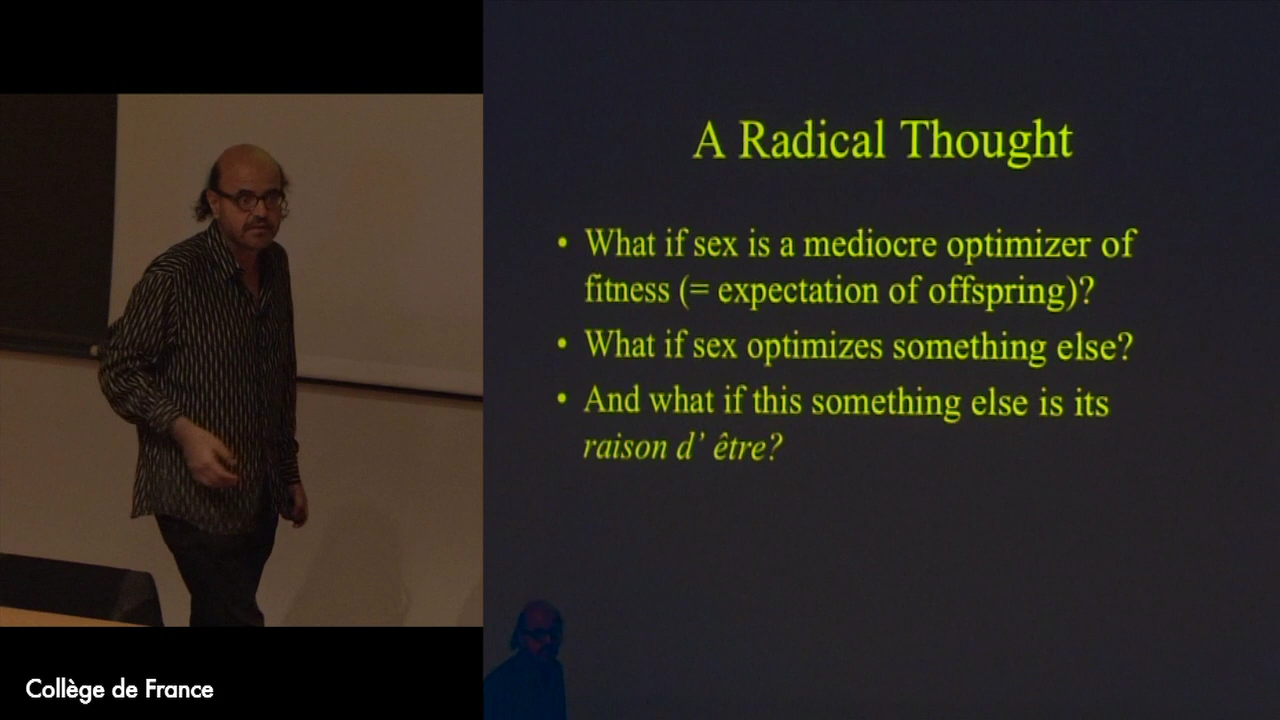 A Radical Thought
• What if sex is a mediocre optimizer of
fitness (= expectation of offspring)?
• What if sex optimizes something else?
• And what if this something else is its
raison d’ être?
Collège de France